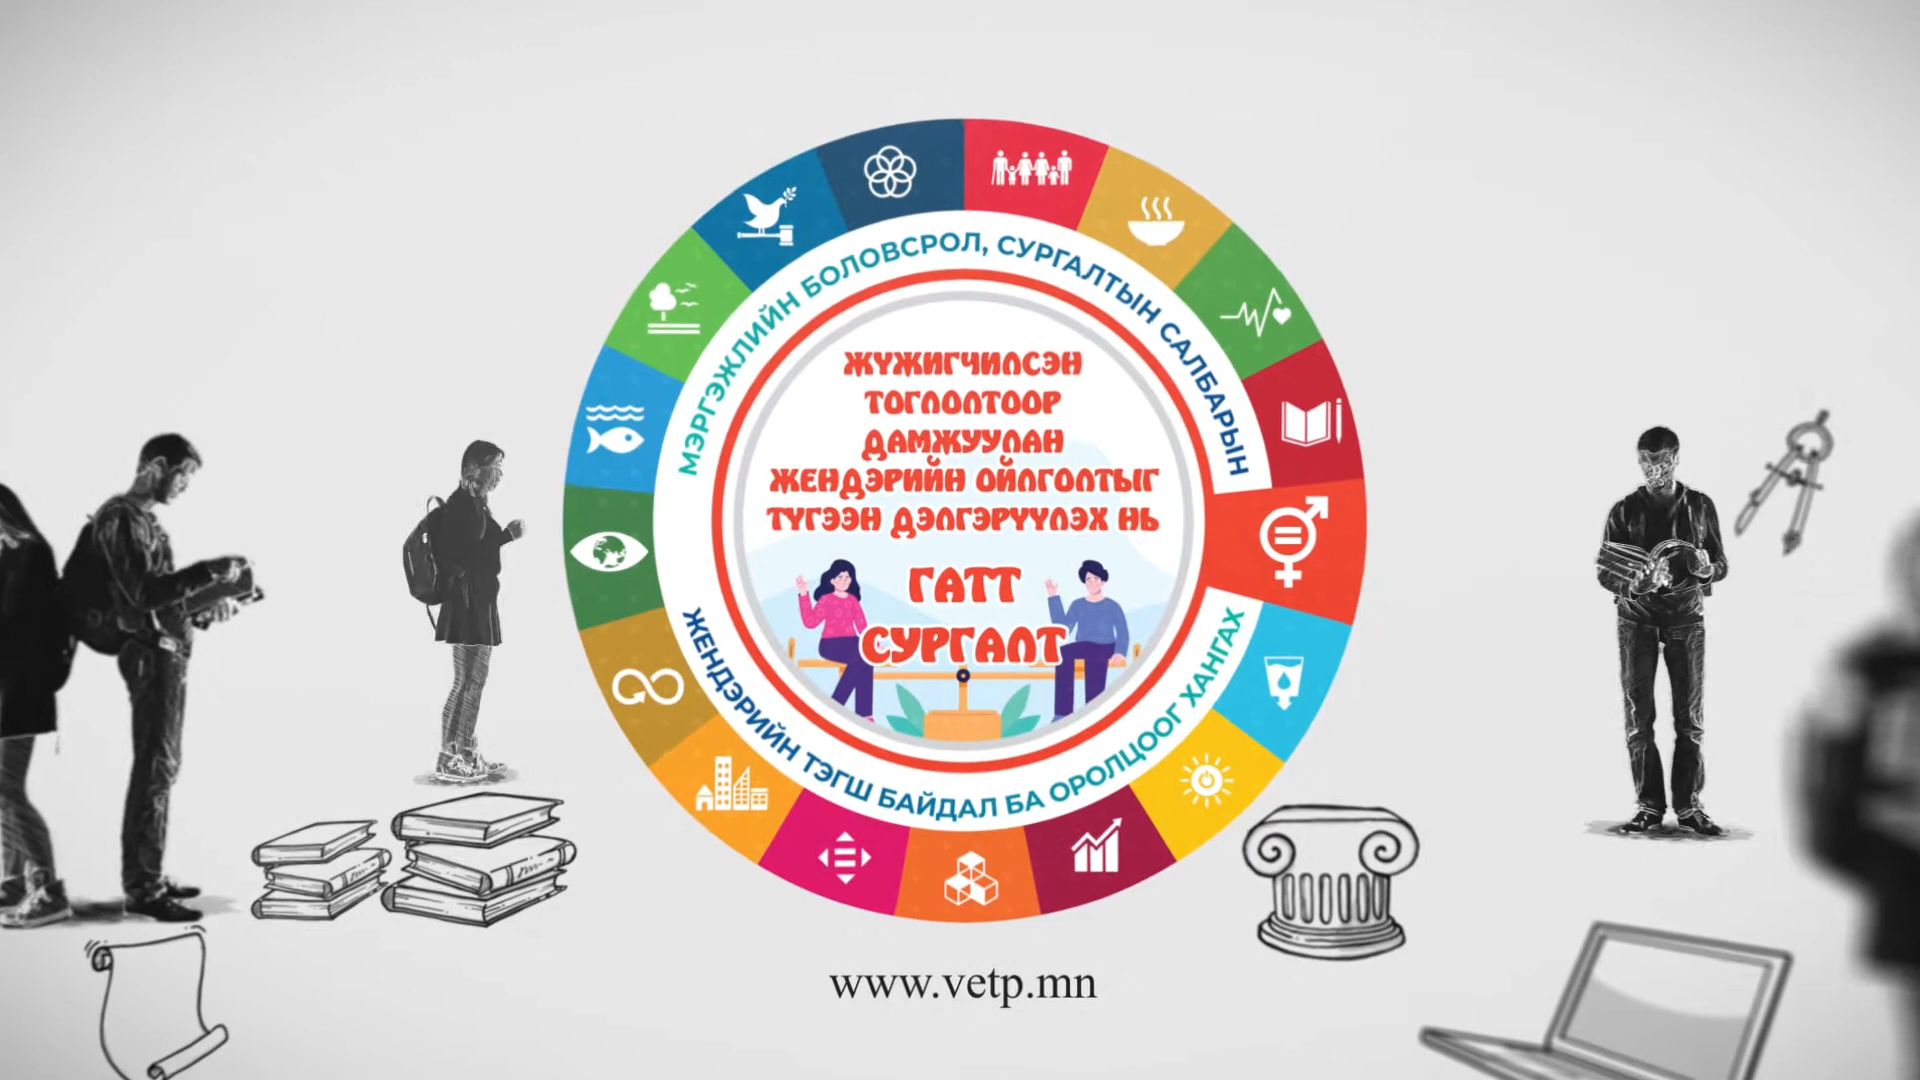 МЭРГЭЖЛИЙН БОЛОВСРОЛ, СУРГАЛТЫН САЛБАРЫН
ЖҮЖИГЧИЛСЭН
ТОГЛОЛТООР
ДАМЖУУЛАН
ЖЕНДЭРИЙН ОЙЛГОЛТЫГ
ТҮГЭЭН ДЭЛГЭРҮҮЛЭХ НЬ
ГАТТ
СУРГАЛТ
ЖЕНДЭРИЙН ТЭГШ БАЙДАЛ БА ОРОЛЦООГ ХАНГАХ
www.vetp.mn